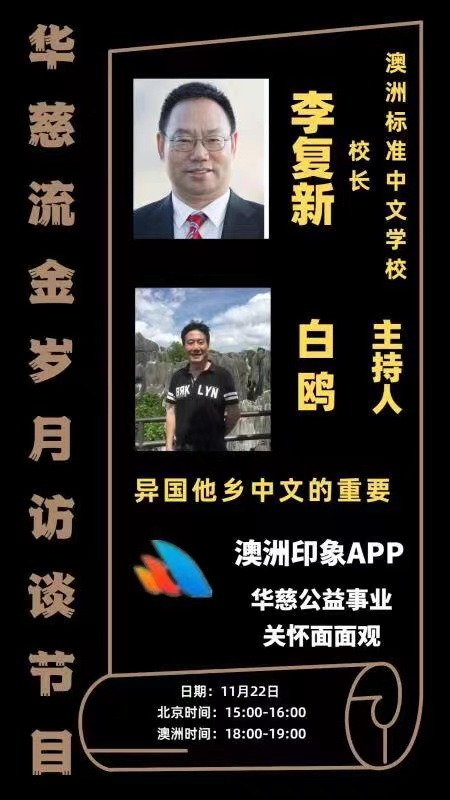 华慈流金岁月访谈节目
澳洲标准中文学校
校长
李复新
BRKLYN
主持人
白鸥
异国他乡中文的重要
澳洲印象APP
华慈公益事业
关怀面面观
日期：11月22日
北京时间：15:00-16:00
澳洲时间：18:00-19:00